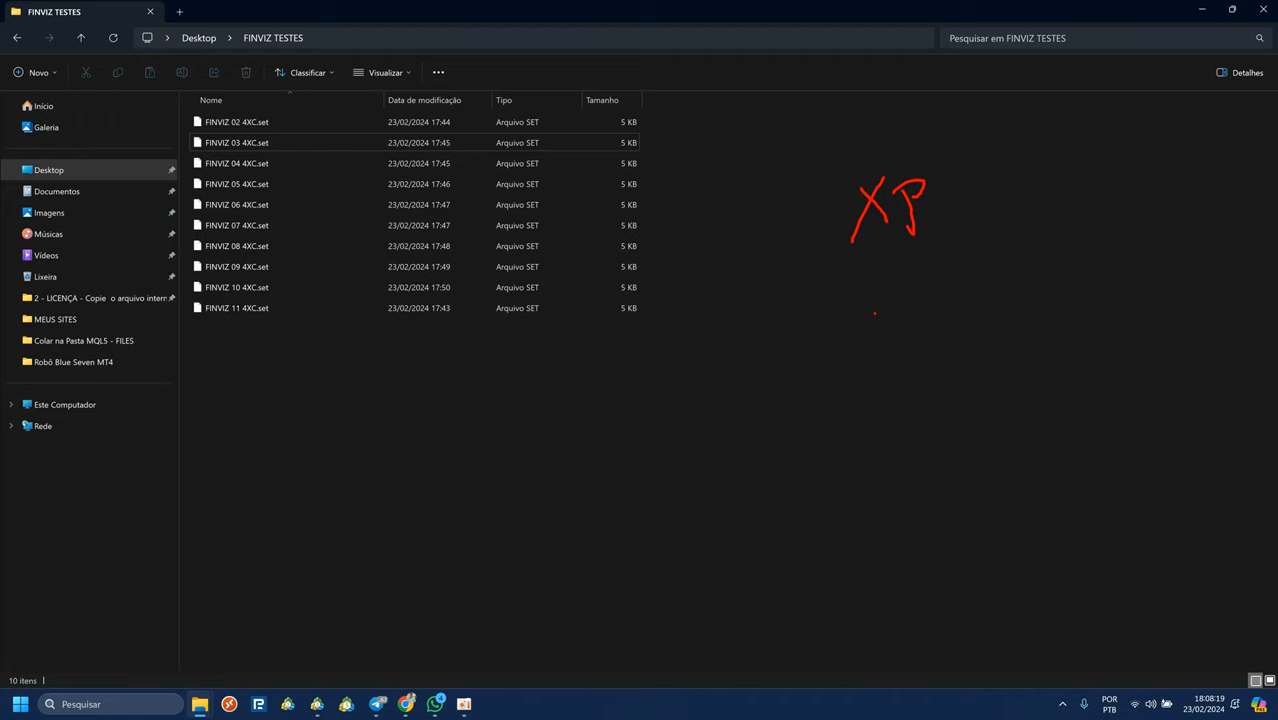 FINVIZ TESTES
Desktop > FINVIZ TESTES
Pesquisar em FINVIZ TESTES
Novo
Classificar
Visualizar
Detalhes
Nome Data de modificação Tipo Tamanho
Início
Galeria
Desktop
Documentos
Imagens
Músicas
Vídeos
Lixeira
2 - LICENÇA - Copie o arquivo intern
MEUS SITES
Colar na Pasta MQL5 - FILES
Robô Blue Seven MT4
Este Computador
Rede
FINVIZ 02 4XC.set 23/02/2024 17:44 Arquivo SET 5 KB
FINVIZ 03 4XC.set 23/02/2024 17:45 Arquivo SET 5 KB
FINVIZ 04 4XC.set 23/02/2024 17:45 Arquivo SET 5 KB
FINVIZ 05 4XC.set 23/02/2024 17:46 Arquivo SET 5 KB
FINVIZ 06 4XC.set 23/02/2024 17:47 Arquivo SET 5 KB
FINVIZ 07 4XC.set 23/02/2024 17:47 Arquivo SET 5 KB
FINVIZ 08 4XC.set 23/02/2024 17:48 Arquivo SET 5 KB
FINVIZ 09 4XC.set 23/02/2024 17:49 Arquivo SET 5 KB
FINVIZ 10 4XC.set 23/02/2024 17:50 Arquivo SET 5 KB
FINVIZ 11 4XC.set 23/02/2024 17:43 Arquivo SET 5 KB
XP
10 itens
Pesquisar
POR
PTB
18:08:19
23/02/2024